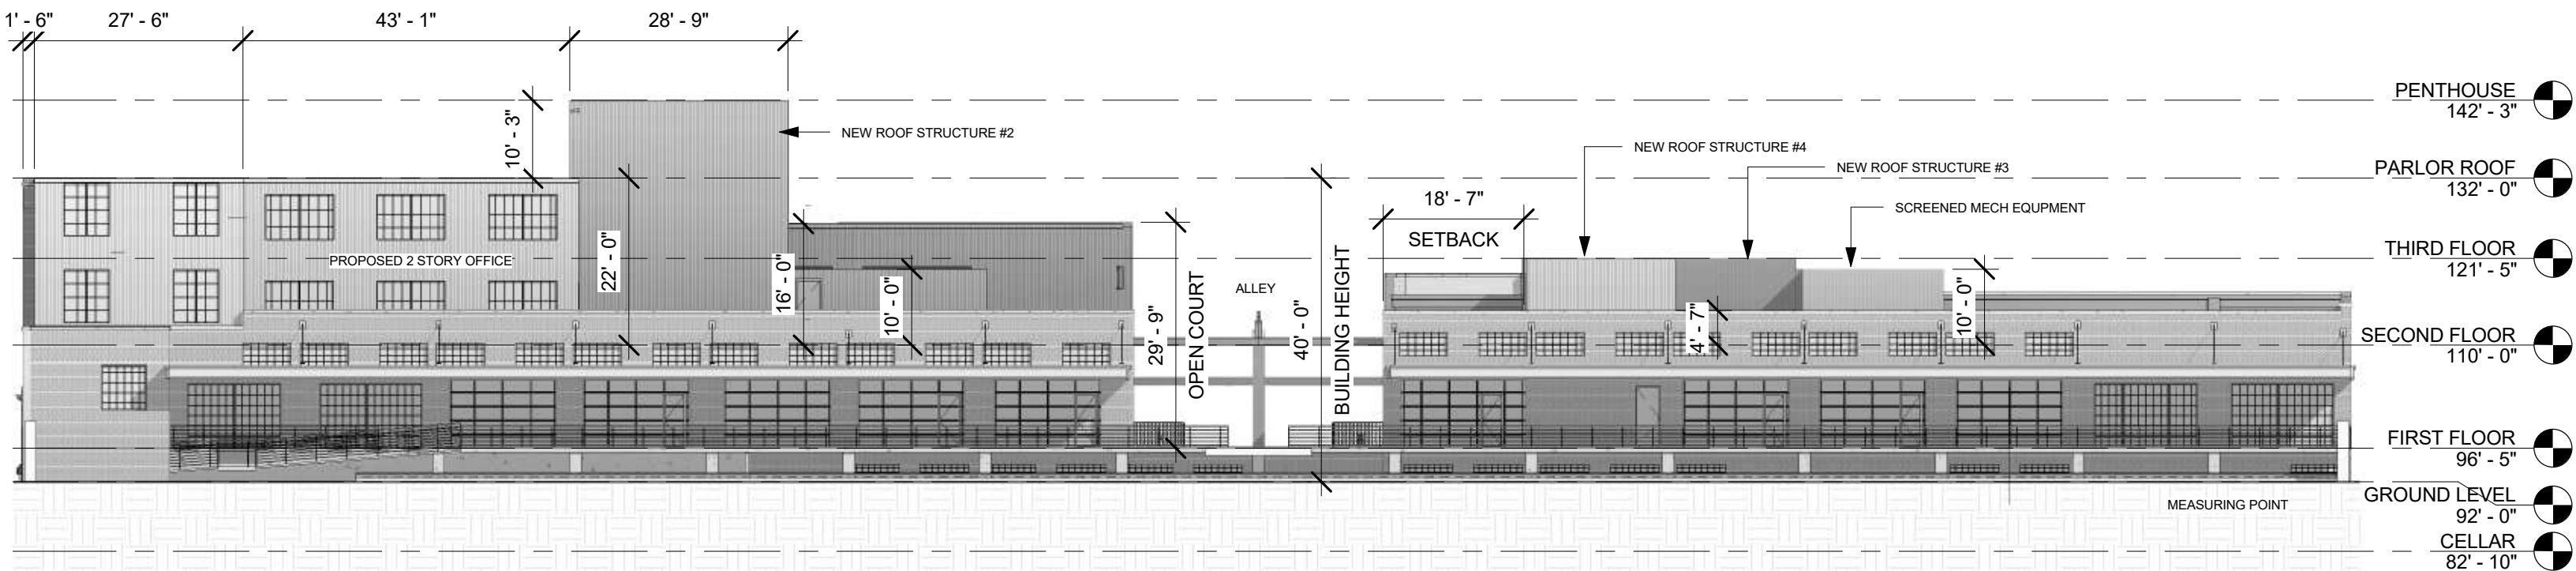 1' - 6"
27' - 6"
43' - 1"
28' - 9"
10' - 3"
NEW ROOF STRUCTURE #2
NEW ROOF STRUCTURE #4
NEW ROOF STRUCTURE #3
SCREENED MECH EQUPMENT
18' - 7"
SETBACK
PROPOSED 2 STORY OFFICE
22' - 0"
16' - 0"
10' - 0"
29' - 9"
OPEN COURT
ALLEY
40' - 0"
BUILDING HEIGHT
4' - 7"
10' - 0"
PENTHOUSE
142' - 3"
PARLOR ROOF
132' - 0"
THIRD FLOOR
121' - 5"
SECOND FLOOR
110' - 0"
FIRST FLOOR
96' - 5"
MEASURING POINT
GROUND LEVEL
92' - 0"
CELLAR
82' - 10"